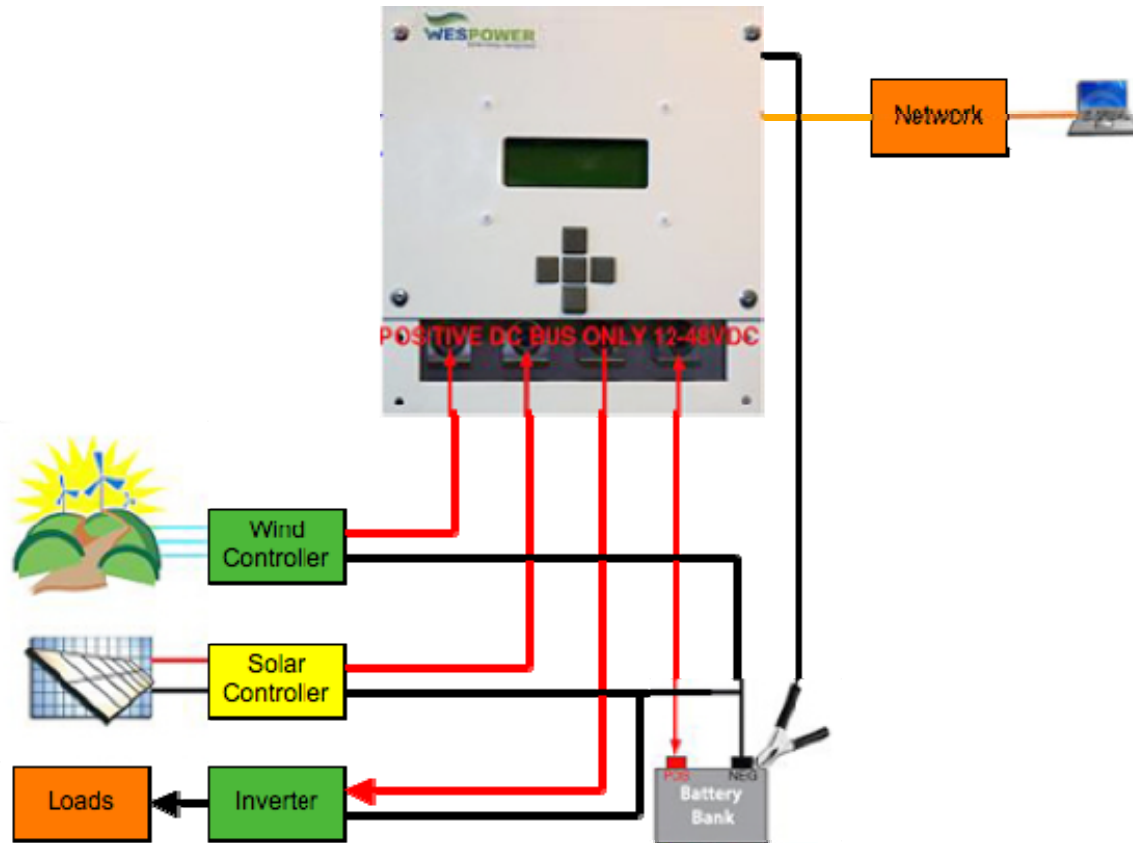 WESPOWER
Network
POSITIVE DC BUS ONLY 12-48VDC
Wind
Controller
Solar
Controller
Loads
Inverter
POS
NEG
Battery
Bank